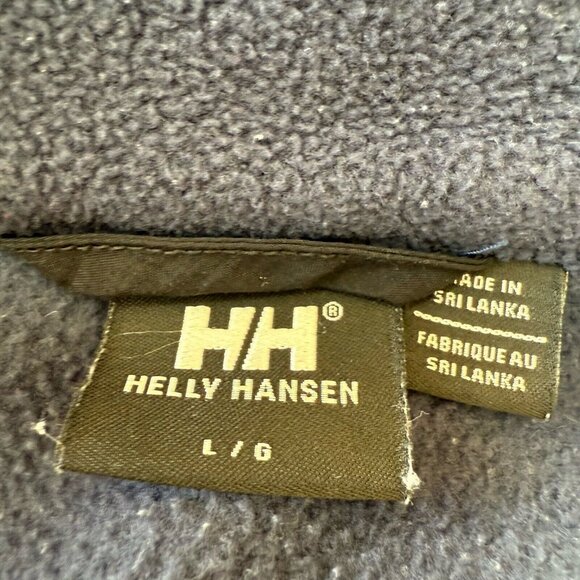 HH®
HELLY HANSEN
L / G
MADE IN
SRI LANKA
FABRIQUE AU
SRI LANKA